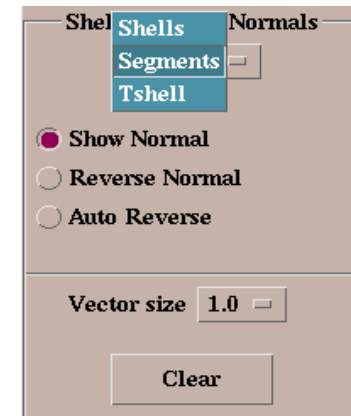 Shel Shells Normals
Segments
Tshell
Show Normal
Reverse Normal
Auto Reverse
Vector size 1.0
Clear